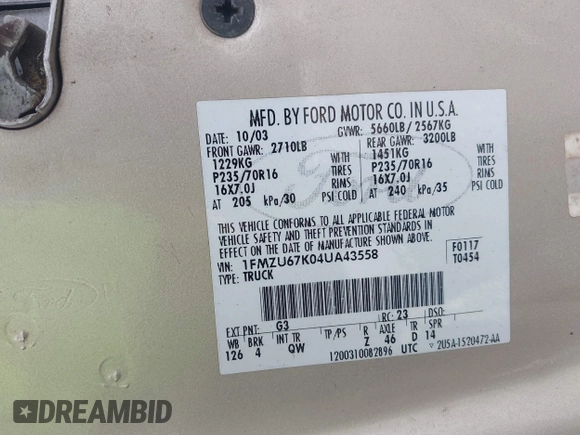 MFD. BY FORD MOTOR CO. IN U.S.A.
DATE: 10/03 GVWR: 5660LB/ 2567KG
FRONT GAWR: 2710LB REAR GAWR: 3200LB
1229KG WITH 1451KG WITH
P235/70R16 TIRES P235/70R16 TIRES
16X7.0J RIMS 16X7.0J RIMS
AT 205 kPa/30 PSI COLD AT 240 kPa/35 PSI COLD
THIS VEHICLE CONFORMS TO ALL APPLICABLE FEDERAL MOTOR
VEHICLE SAFETY AND THEFT PREVENTION STANDARDS IN
EFFECT ON THE DATE OF MANUFACTURE SHOWN ABOVE.
VIN: 1FMZU67K04UA43558 F0117
TYPE: TRUCK T0454
EXT PNT: G3 RC: 23 DSO:
WB BRK INT TR TP/PS R AXLE TR SPR
126 4 QW Z 46 D 14
1200310082896 UTC 2U5A-1520472-AA
Ford
DREAMBID